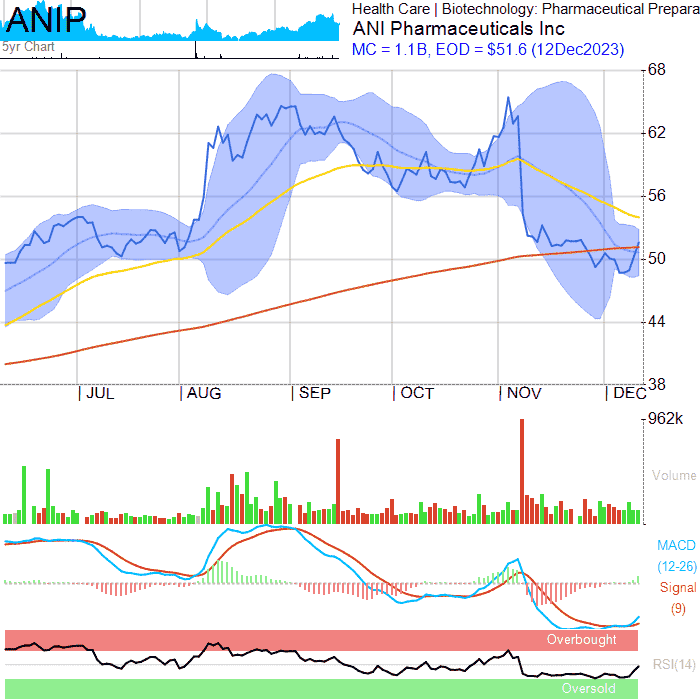 ANIP
5yr Chart
Health Care | Biotechnology: Pharmaceutical Prepara
ANI Pharmaceuticals Inc
MC = 1.1B, EOD = $51.6 (12Dec2023)
68
62
56
50
44
38
| JUL | AUG | SEP | OCT | NOV | DEC
962k
Volume
MACD
(12-26)
Signal
(9)
Overbought
RSI(14)
Oversold